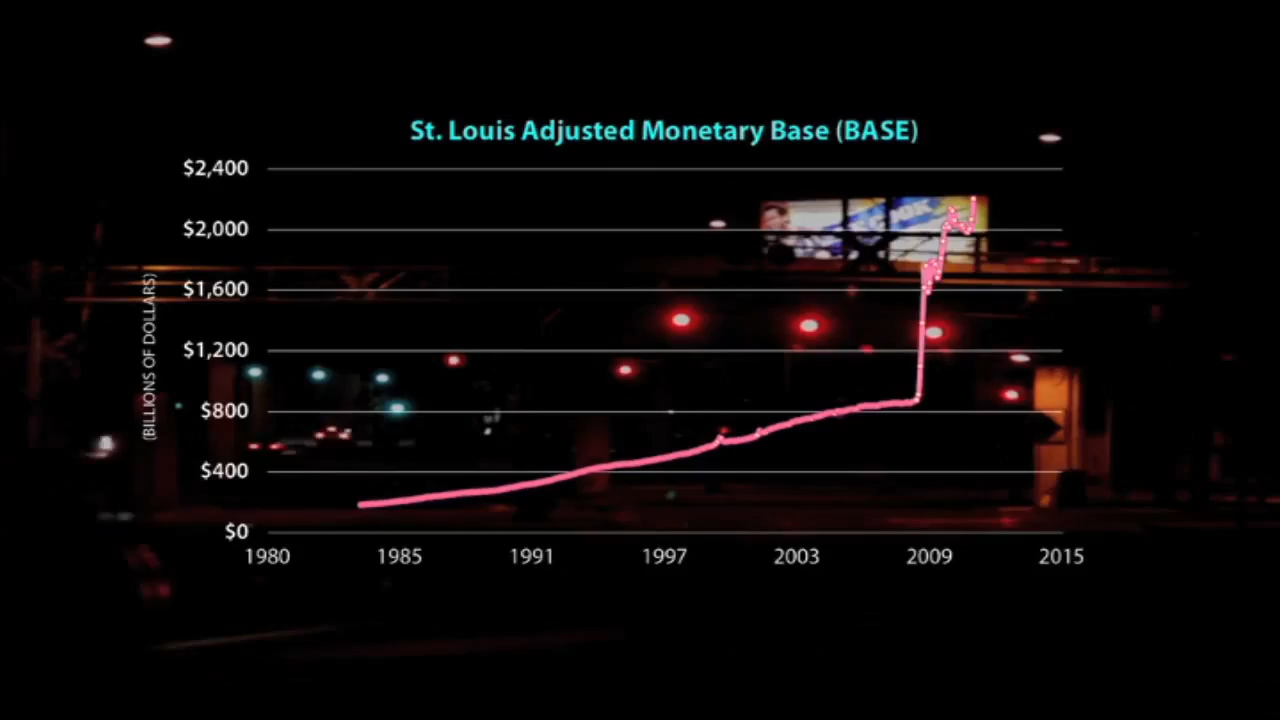 St. Louis Adjusted Monetary Base (BASE)
$2,400
$2,000
$1,600
$1,200
$800
$400
$0
(BILLIONS OF DOLLARS)
1980 1985 1991 1997 2003 2009 2015